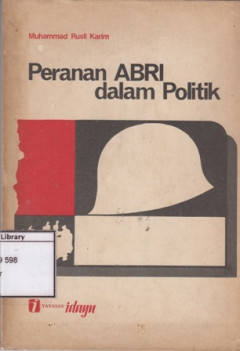 Muhammad Rusli Karim
Peranan ABRI
dalam Politik
Library
598
YAYASAN idayu